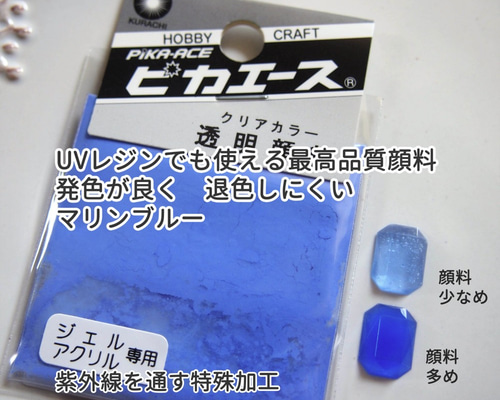 KURACHI
HOBBY CRAFT
PiKA-ACE
ピカエース®
クリアカラー
透明顔
UVレジンでも使える最高品質顔料
発色が良く 退色しにくい
マリンブルー
顔料
少なめ
ジェル
アクリル専用
顔料
多め
紫外線を通す特殊加工